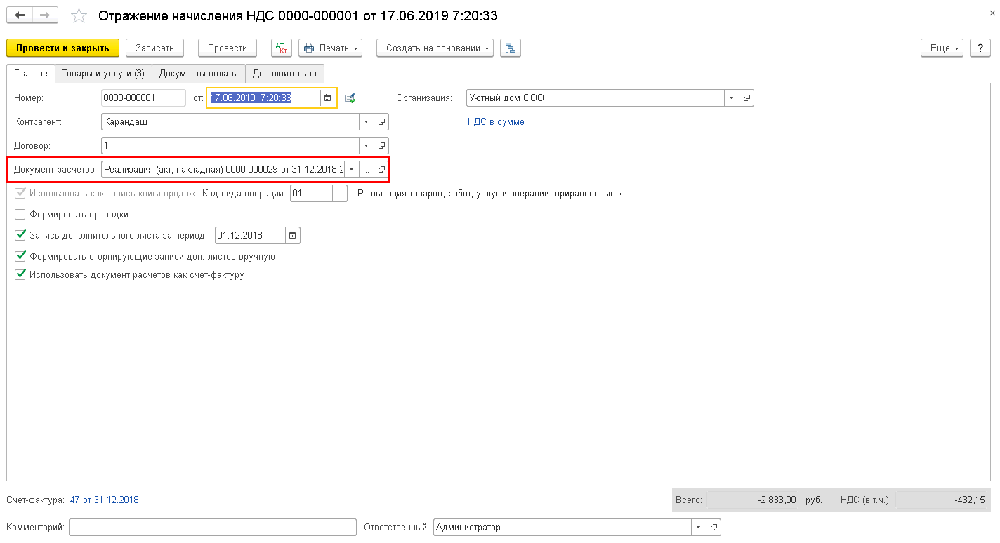 Отражение начисления НДС 0000-000001 от 17.06.2019 7:20:33
Провести и закрыть Записать Провести Дт Кт Печать Создать на основании Еще ?
Главное Товары и услуги (3) Документы оплаты Дополнительно
Номер: 0000-000001 от: 17.06.2019 7:20:33 Организация: Уютный дом ООО
Контрагент: Карандаш НДС в сумме
Договор: 1
Документ расчетов: Реализация (акт, накладная) 0000-000029 от 31.12.2018 2 ...
Использовать как запись книги продаж Код вида операции: 01 ... Реализация товаров, работ, услуг и операции, приравненные к ...
Формировать проводки
Запись дополнительного листа за период: 01.12.2018
Формировать сторнирующие записи доп. листов вручную
Использовать документ расчетов как счет-фактуру
Счет-фактура: 47 от 31.12.2018 Всего: -2 833,00 руб. НДС (в т.ч.): -432,15
Комментарий: Ответственный: Администратор